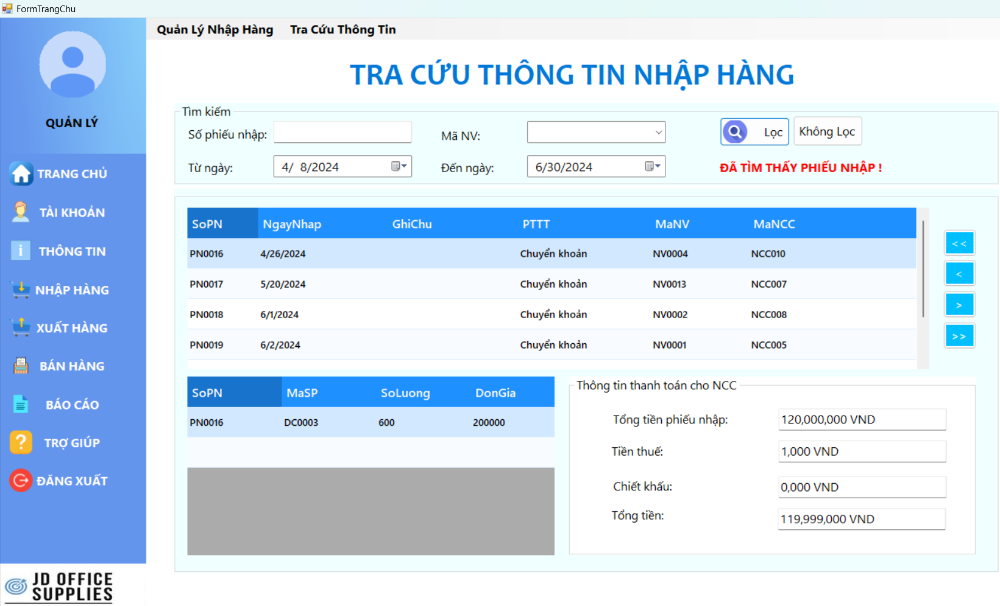 FormTrangChu
Quản Lý Nhập Hàng Tra Cứu Thông Tin
QUẢN LÝ
TRANG CHỦ
TÀI KHOẢN
THÔNG TIN
NHẬP HÀNG
XUẤT HÀNG
BÁN HÀNG
BÁO CÁO
TRỢ GIÚP
ĐĂNG XUẤT
JD OFFICE
SUPPLIES
TRA CỨU THÔNG TIN NHẬP HÀNG
Tìm kiếm
Số phiếu nhập: Mã NV: Lọc Không Lọc
Từ ngày: 4/ 8/2024 Đến ngày: 6/30/2024 ĐÃ TÌM THẤY PHIẾU NHẬP !
SoPN NgayNhap GhiChu PTTT MaNV MaNCC
PN0016 4/26/2024 Chuyển khoản NV0004 NCC010
PN0017 5/20/2024 Chuyển khoản NV0013 NCC007
PN0018 6/1/2024 Chuyển khoản NV0002 NCC008
PN0019 6/2/2024 Chuyển khoản NV0001 NCC005
<<
<
>
>>
SoPN MaSP SoLuong DonGia
PN0016 DC0003 600 200000
Thông tin thanh toán cho NCC
Tổng tiền phiếu nhập: 120,000,000 VND
Tiền thuế: 1,000 VND
Chiết khấu: 0,000 VND
Tổng tiền: 119,999,000 VND